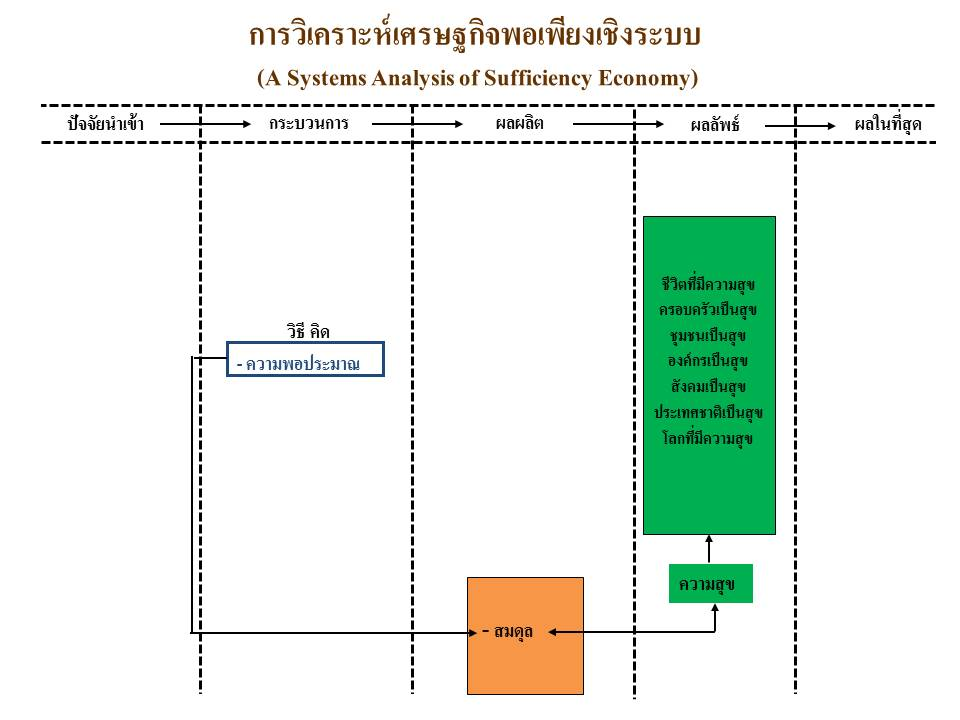 การวิเคราะห์เศรษฐกิจพอเพียงเชิงระบบ
(A Systems Analysis of Sufficiency Economy)
ปัจจัยนำเข้า
กระบวนการ
ผลผลิต
ผลลัพธ์
ผลในที่สุด
วิธี คิด
- ความพอประมาณ
ชีวิตที่มีความสุข
ครอบครัวเป็นสุข
ชุมชนเป็นสุข
องค์กรเป็นสุข
สังคมเป็นสุข
ประเทศชาติเป็นสุข
โลกที่มีความสุข
ความสุข
- สมดุล